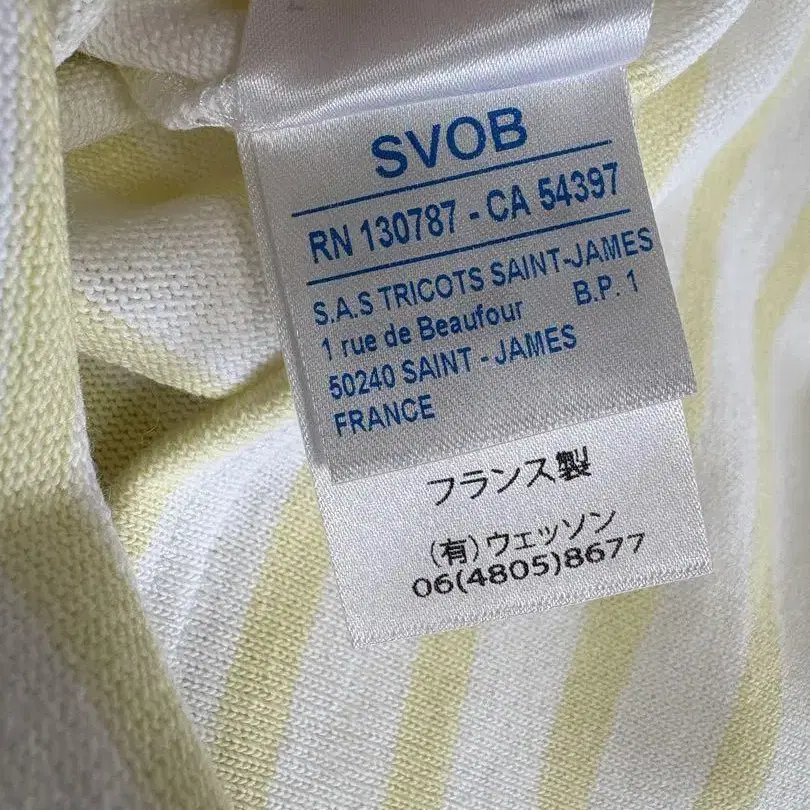 SVOB
RN 130787 - CA 54397
S.A.S TRICOTS SAINT-JAMES
1 rue de Beaufour B.P. 1
50240 SAINT - JAMES
FRANCE
フランス製
(有)ウェッソン
06(4805)8677